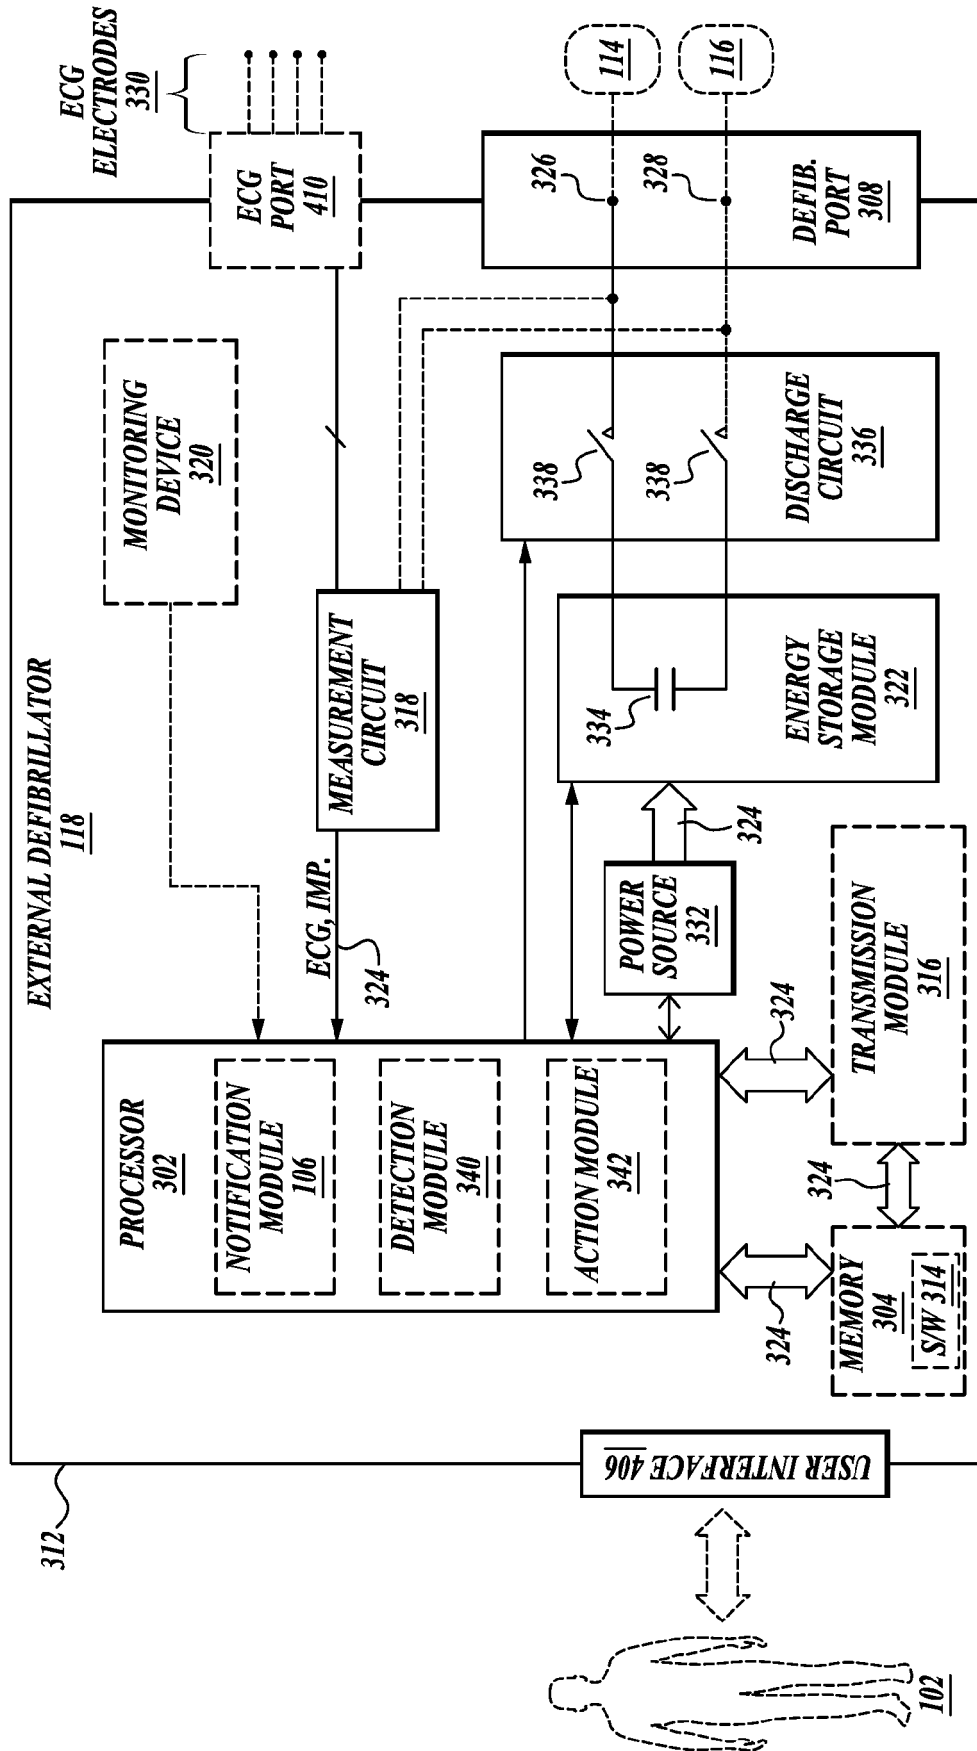 EXTERNAL DEFIBRILLATOR
118
312
PROCESSOR
302
NOTIFICATION
MODULE
106
DETECTION
MODULE
340
ACTION MODULE
342
MONITORING
DEVICE
320
ECG
ELECTRODES
330
ECG
PORT
410
ECG, IMP.
324
MEASUREMENT
CIRCUIT
318
326
328
114
116
DEFIB.
PORT
308
338
338
DISCHARGE
CIRCUIT
336
334
ENERGY
STORAGE
MODULE
322
324
POWER
SOURCE
332
324
324
324
TRANSMISSION
MODULE
316
MEMORY
304
S/W 314
USER INTERFACE 406
102